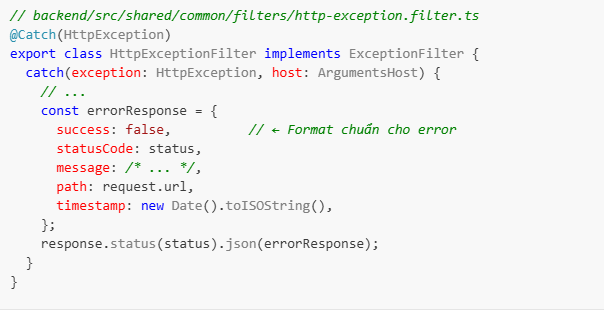 // backend/src/shared/common/filters/http-exception.filter.ts
@Catch(HttpException)
export class HttpExceptionFilter implements ExceptionFilter {
  catch(exception: HttpException, host: ArgumentsHost) {
    // ...
    const errorResponse = {
      success: false,          // ← Format chuẩn cho error
      statusCode: status,
      message: /* ... */,
      path: request.url,
      timestamp: new Date().toISOString(),
    };
    response.status(status).json(errorResponse);
  }
}